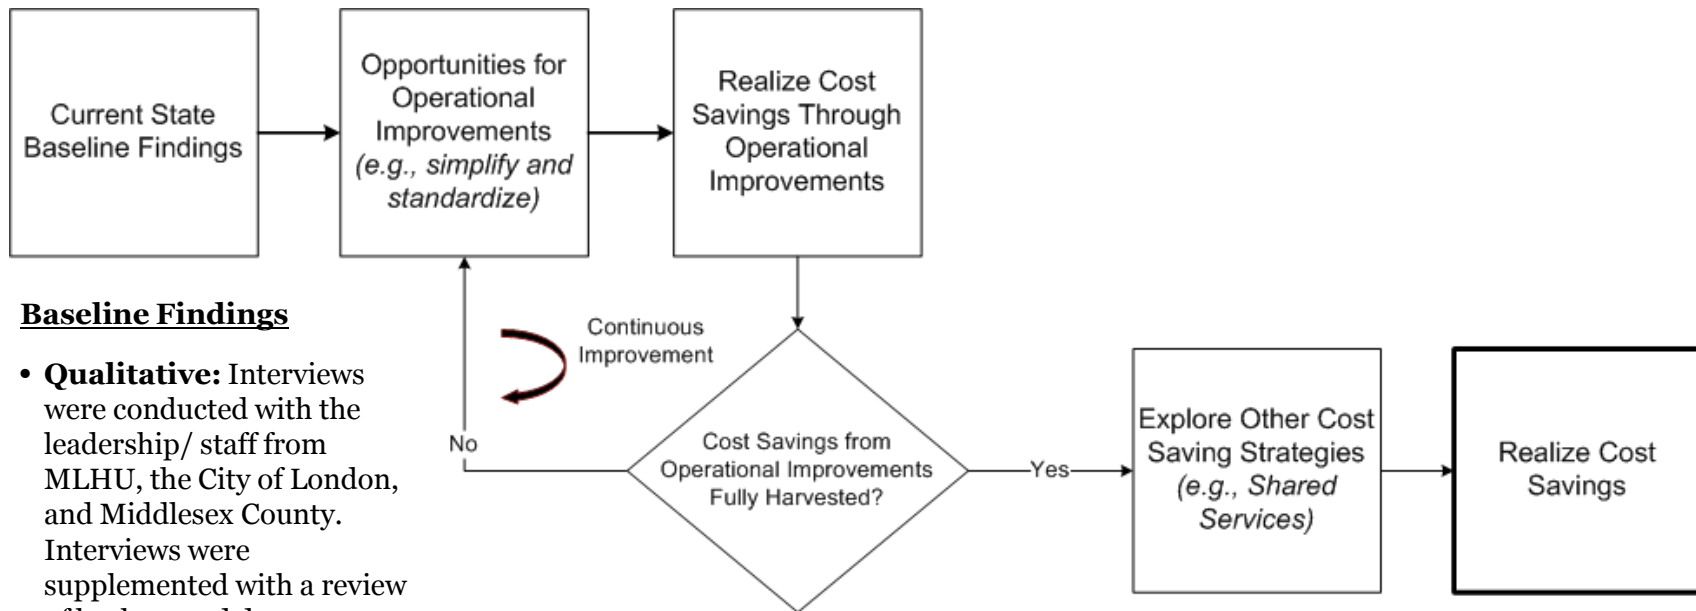 Current State
Baseline Findings
Opportunities for
Operational
Improvements
(e.g., simplify and
standardize)
Realize Cost
Savings Through
Operational
Improvements
Baseline Findings
• Qualitative: Interviews
were conducted with the
leadership/ staff from
MLHU, the City of London,
and Middlesex County.
Interviews were
supplemented with a review
Continuous
Improvement
No
Cost Savings from
Operational Improvements
Fully Harvested?
Yes
Explore Other Cost
Saving Strategies
(e.g., Shared
Services)
Realize Cost
Savings